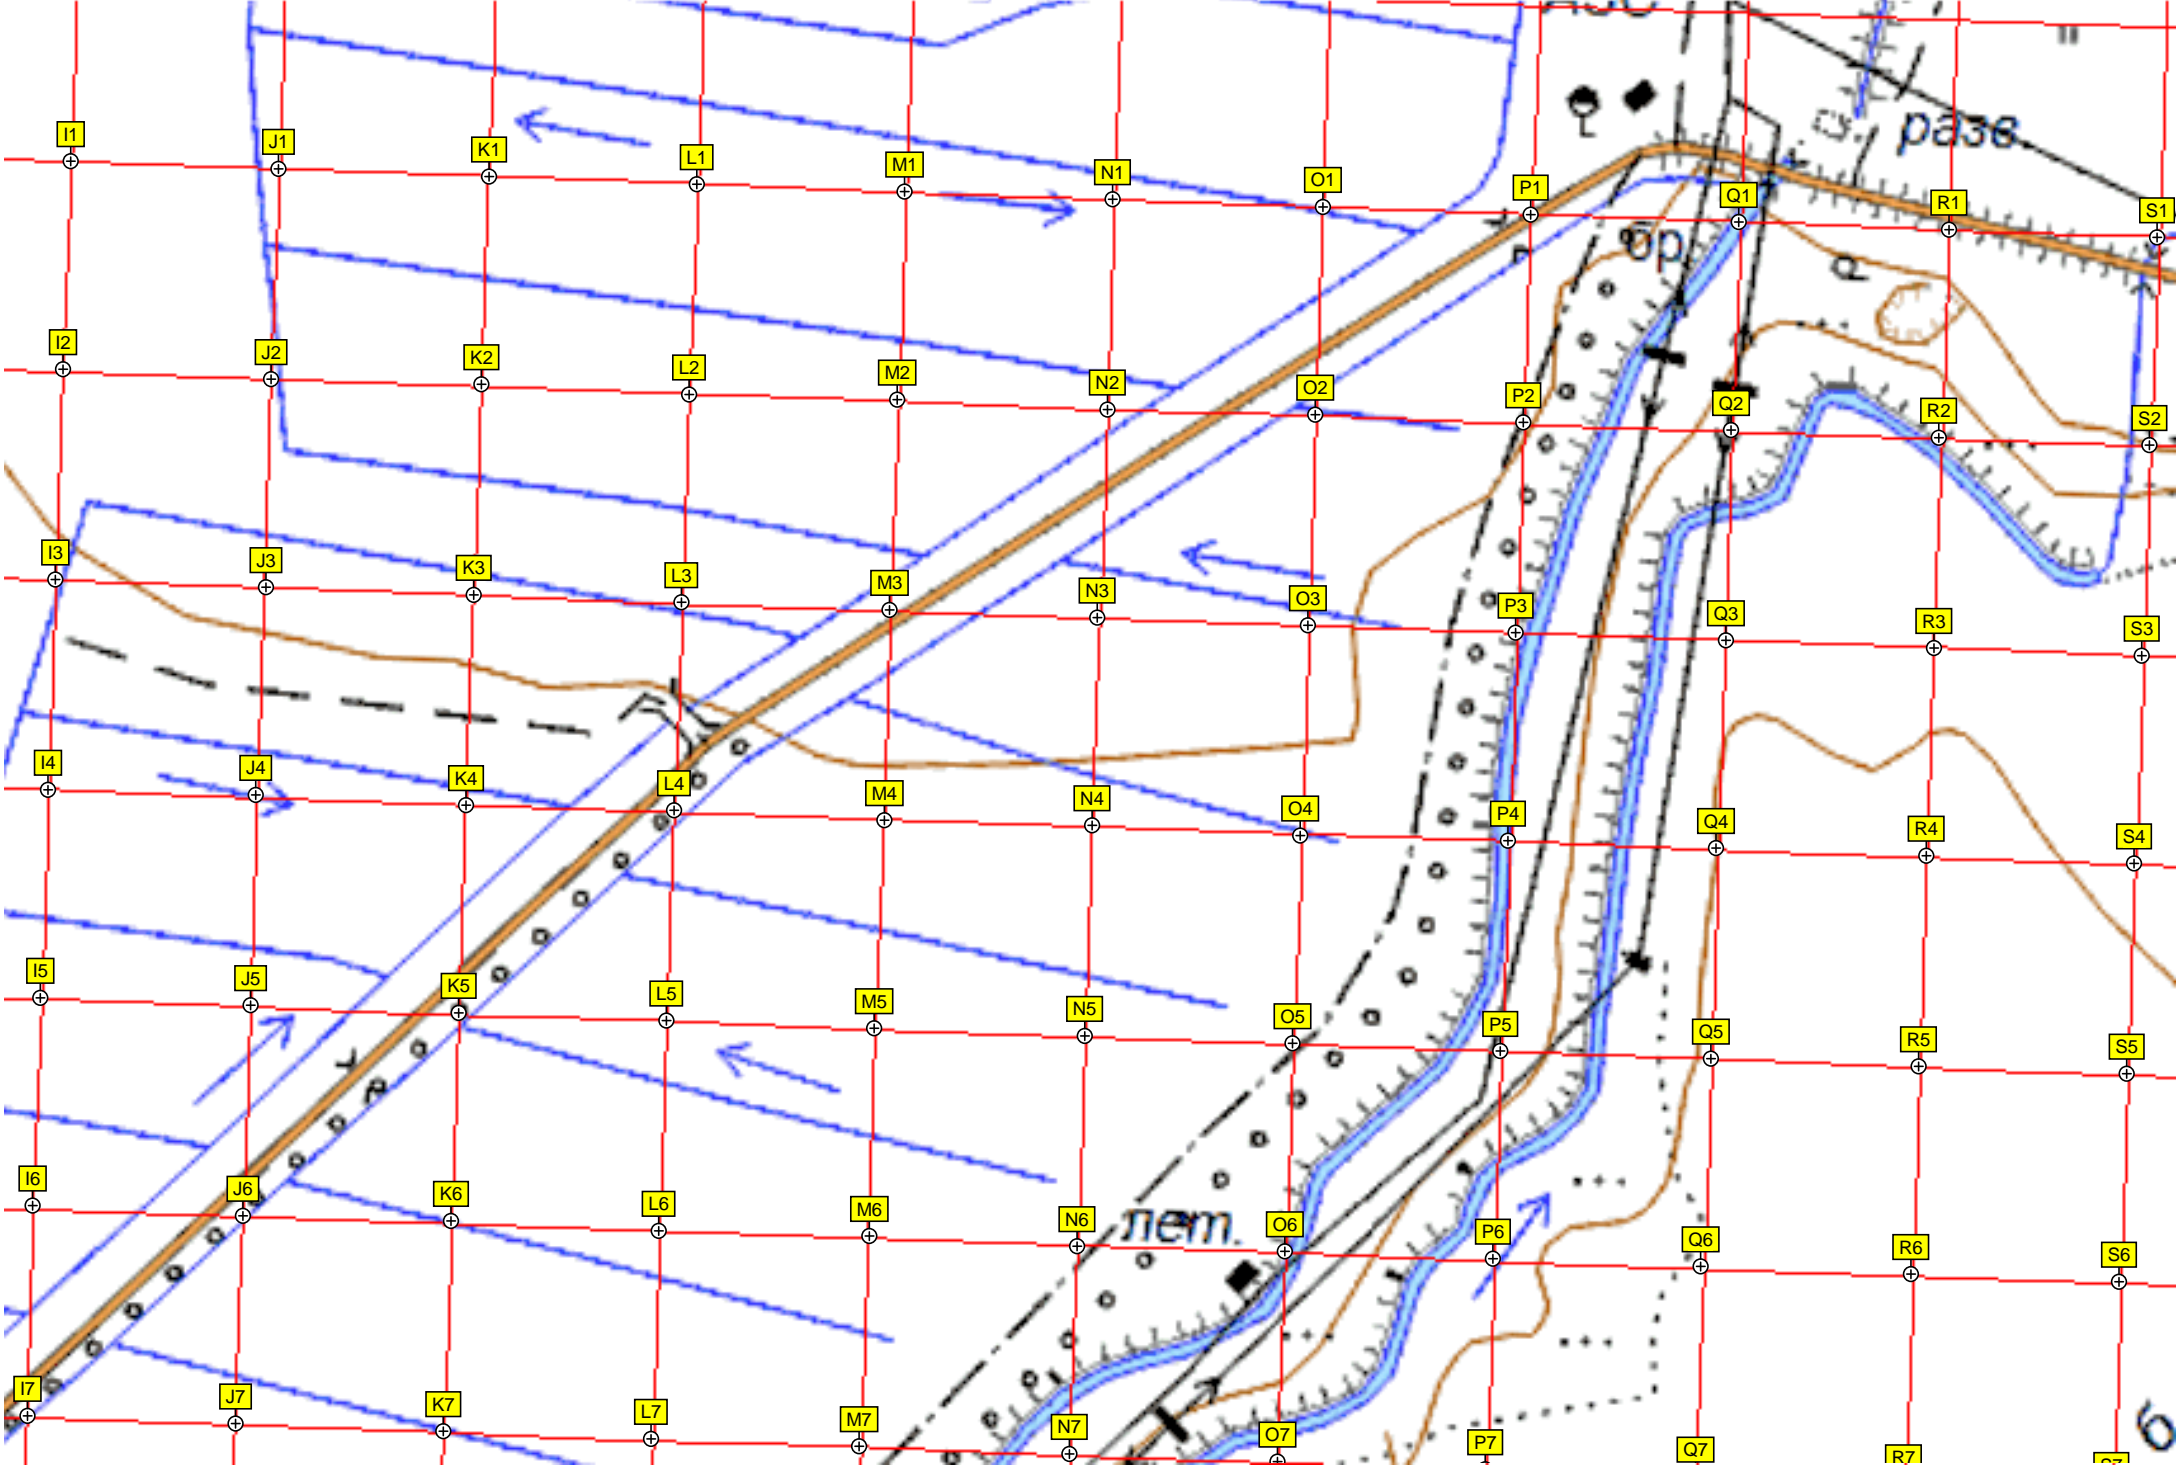 разв.
I1 J1 K1 L1 M1 N1 O1 P1 Q1 R1 S1
бр
I2 J2 K2 L2 M2 N2 O2 P2 Q2 R2 S2
I3 J3 K3 L3 M3 N3 O3 P3 Q3 R3 S3
I4 J4 K4 L4 M4 N4 O4 P4 Q4 R4 S4
I5 J5 K5 L5 M5 N5 O5 P5 Q5 R5 S5
I6 J6 K6 L6 M6 N6 O6 P6 Q6 R6 S6
лет.
I7 J7 K7 L7 M7 N7 O7 P7 Q7 R7
б